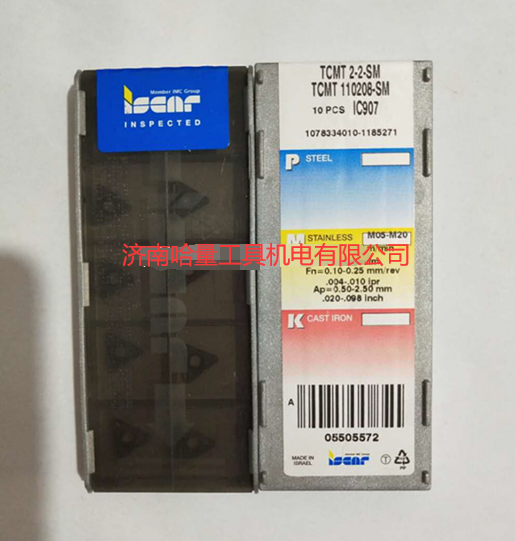 Member IMC Group
iscar
INSPECTED
TCMT 2-2-SM
TCMT 110208-SM
10 PCS IC907
1078334010-1185271
P STEEL
M STAINLESS M05-M20
济南哈量工具机电有限公司
Fn=0.10-0.25 mm/rev
.004-.010 ipr
Ap=0.50-2.50 mm
.020-.098 inch
K CAST IRON
A
05505572
MADE IN
ISRAEL
iscar
T
PP